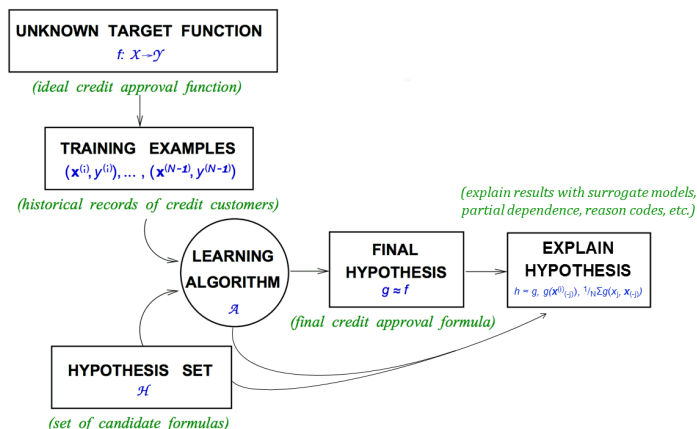 UNKNOWN TARGET FUNCTION
f: X→Y
(ideal credit approval function)
TRAINING EXAMPLES
(x⁽ⁱ⁾, y⁽ⁱ⁾), ... , (x⁽ᴺ⁻¹⁾, y⁽ᴺ⁻¹⁾)
(historical records of credit customers)
LEARNING
ALGORITHM
A
HYPOTHESIS SET
H
(set of candidate formulas)
FINAL
HYPOTHESIS
g ≈ f
(final credit approval formula)
(explain results with surrogate models,
partial dependence, reason codes, etc.)
EXPLAIN
HYPOTHESIS
h ≈ g, g(x⁽ⁱ⁾₍₋ⱼ₎), ¹/ₙΣg(xⱼ, x₍₋ⱼ₎)